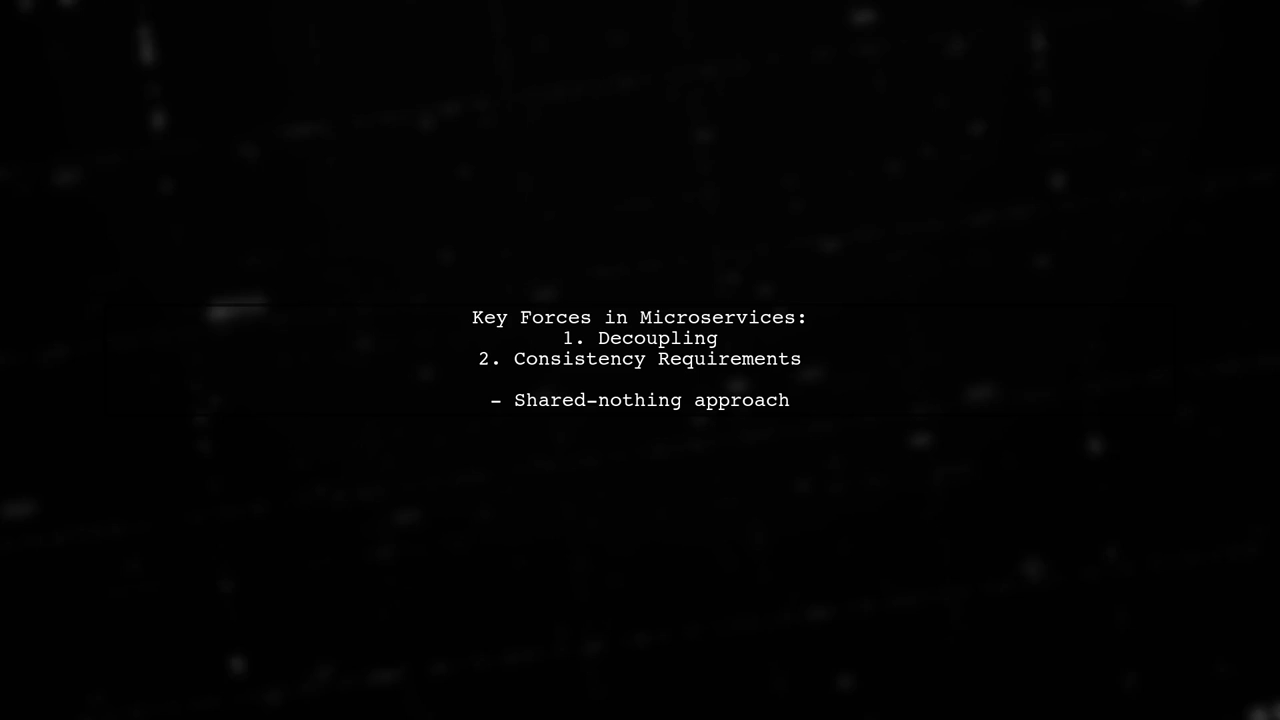 Key Forces in Microservices:
1. Decoupling
2. Consistency Requirements
- Shared-nothing approach